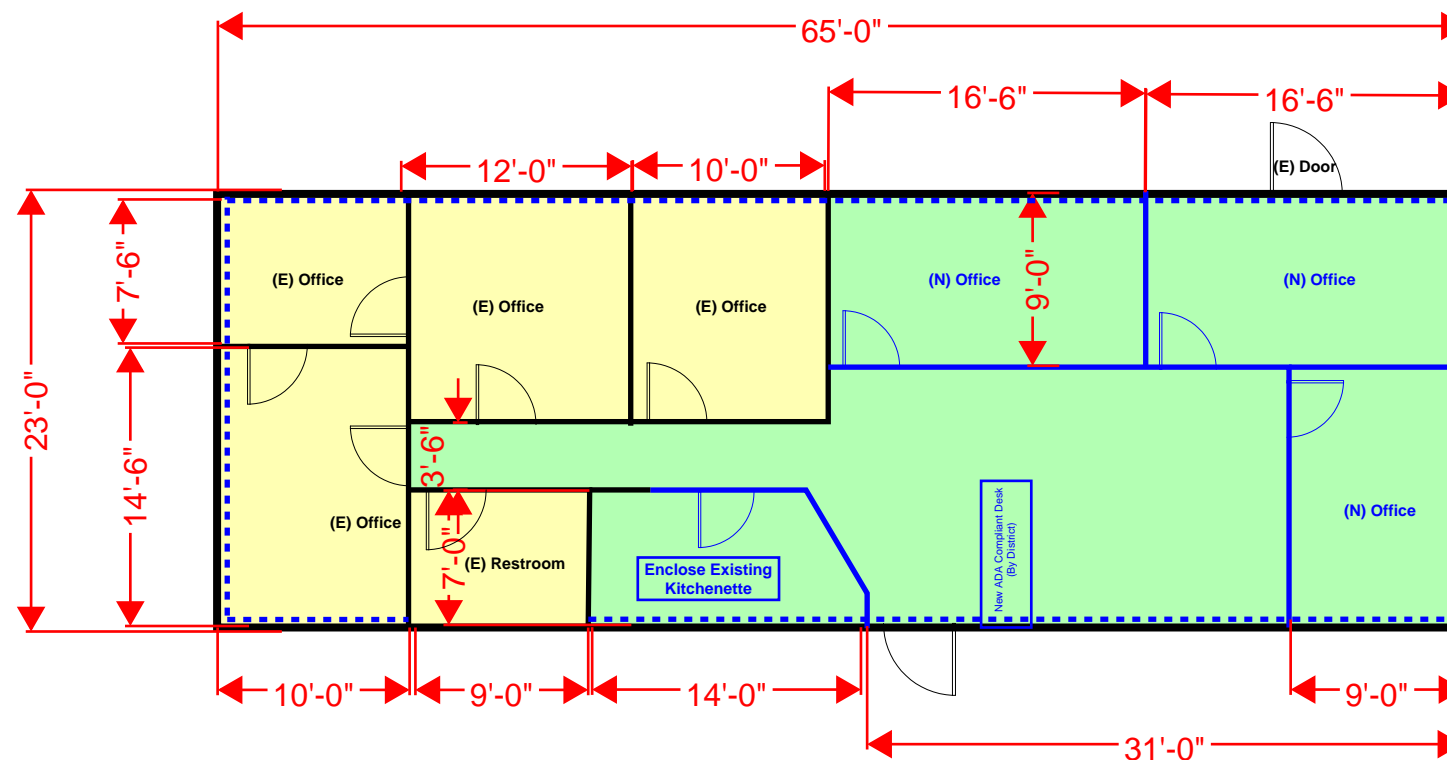 65'-0"
16'-6"
16'-6"
12'-0"
10'-0"
(E) Door
7'-6"
(E) Office
(E) Office
(E) Office
(N) Office
9'-0"
(N) Office
23'-0"
14'-6"
3'-6"
(E) Office
7'-0"
(E) Restroom
Enclose Existing
Kitchenette
New ADA Compliant Desk
(By District)
(N) Office
10'-0"
9'-0"
14'-0"
9'-0"
31'-0"